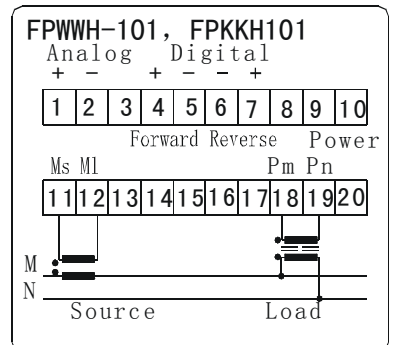 FPWWH-101, FPKKH101
Analog Digital
+ - + - - +
1 2 3 4 5 6 7 8 9 10
Forward Reverse Power
Ms Ml Pm Pn
11 12 13 14 15 16 17 18 19 20
M
N
Source Load